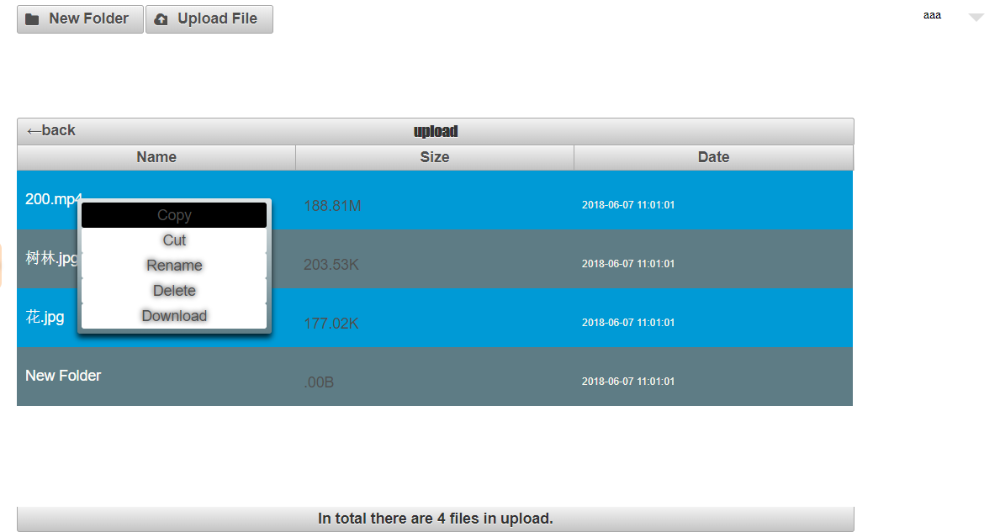 New Folder Upload File aaa
←back upload
Name Size Date
200.mp4 188.81M 2018-06-07 11:01:01
Copy
Cut
树林.jpg 203.53K 2018-06-07 11:01:01
Rename
Delete
花.jpg 177.02K 2018-06-07 11:01:01
Download
New Folder .00B 2018-06-07 11:01:01
In total there are 4 files in upload.